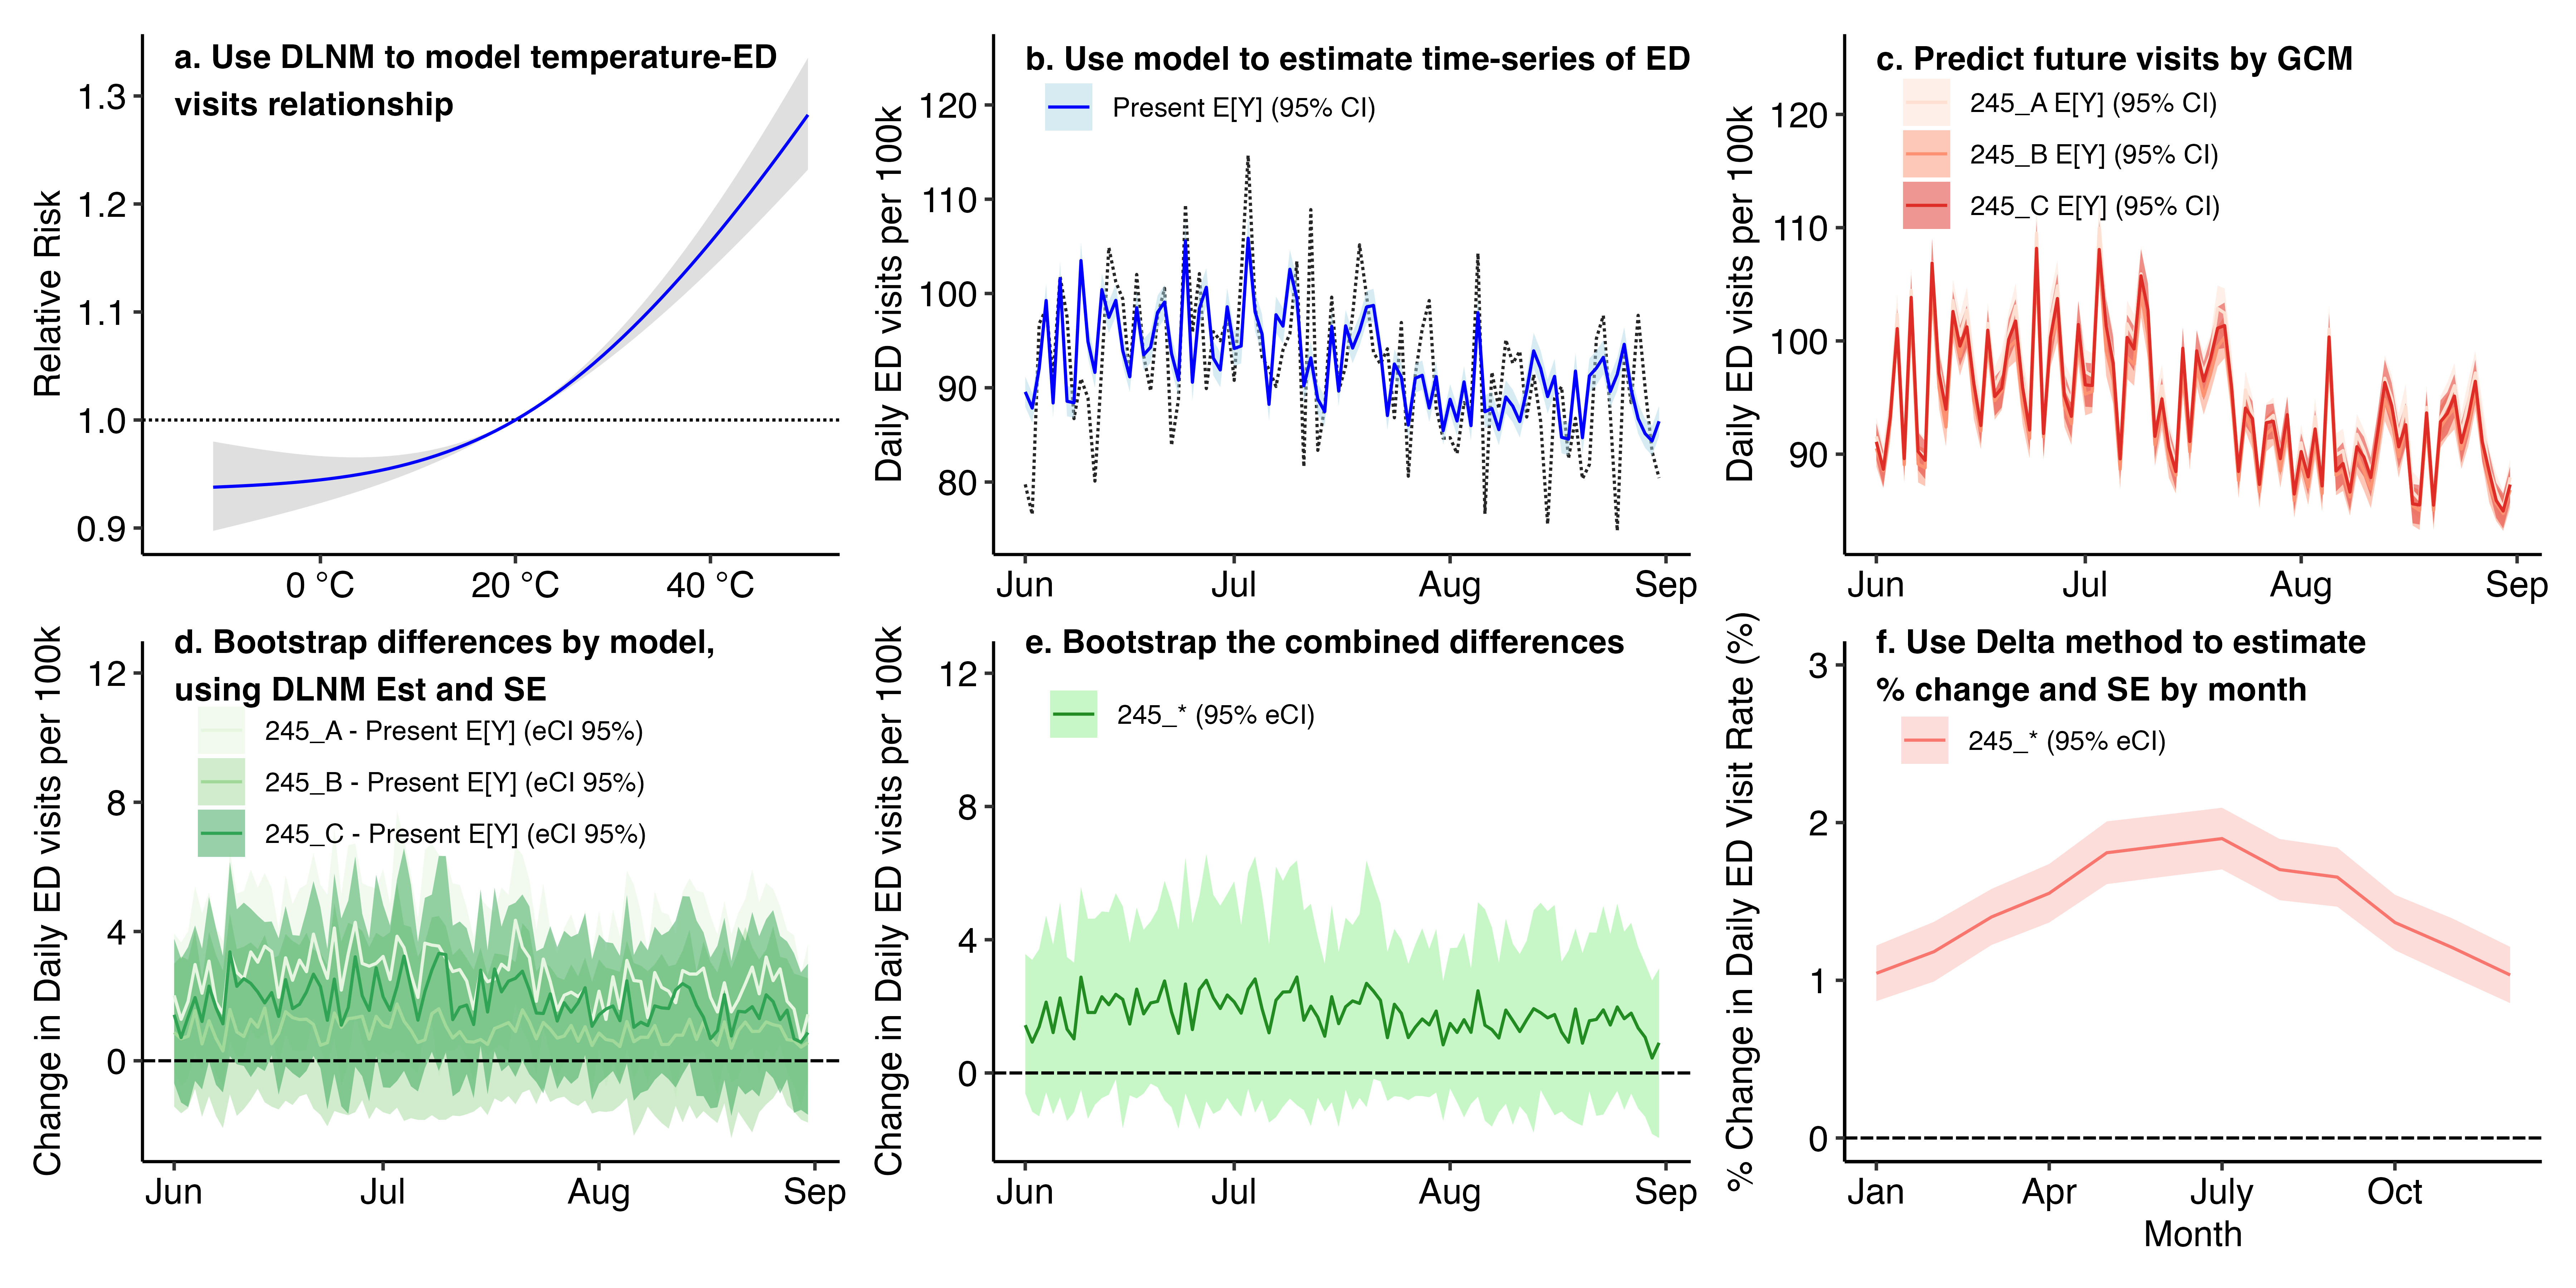 a. Use DLNM to model temperature-ED
visits relationship
Relative Risk
1.3
1.2
1.1
1.0
0.9
0 °C
20 °C
40 °C
b. Use model to estimate time-series of ED
Present E[Y] (95% CI)
Daily ED visits per 100k
120
110
100
90
80
Jun
Jul
Aug
Sep
c. Predict future visits by GCM
245_A E[Y] (95% CI)
245_B E[Y] (95% CI)
245_C E[Y] (95% CI)
Daily ED visits per 100k
120
110
100
90
Jun
Jul
Aug
Sep
d. Bootstrap differences by model,
using DLNM Est and SE
245_A - Present E[Y] (eCI 95%)
245_B - Present E[Y] (eCI 95%)
245_C - Present E[Y] (eCI 95%)
Change in Daily ED visits per 100k
12
8
4
0
Jun
Jul
Aug
Sep
e. Bootstrap the combined differences
245_* (95% eCI)
Change in Daily ED visits per 100k
12
8
4
0
Jun
Jul
Aug
Sep
f. Use Delta method to estimate
% change and SE by month
245_* (95% eCI)
% Change in Daily ED Visit Rate (%)
3
2
1
0
Jan
Apr
July
Oct
Month